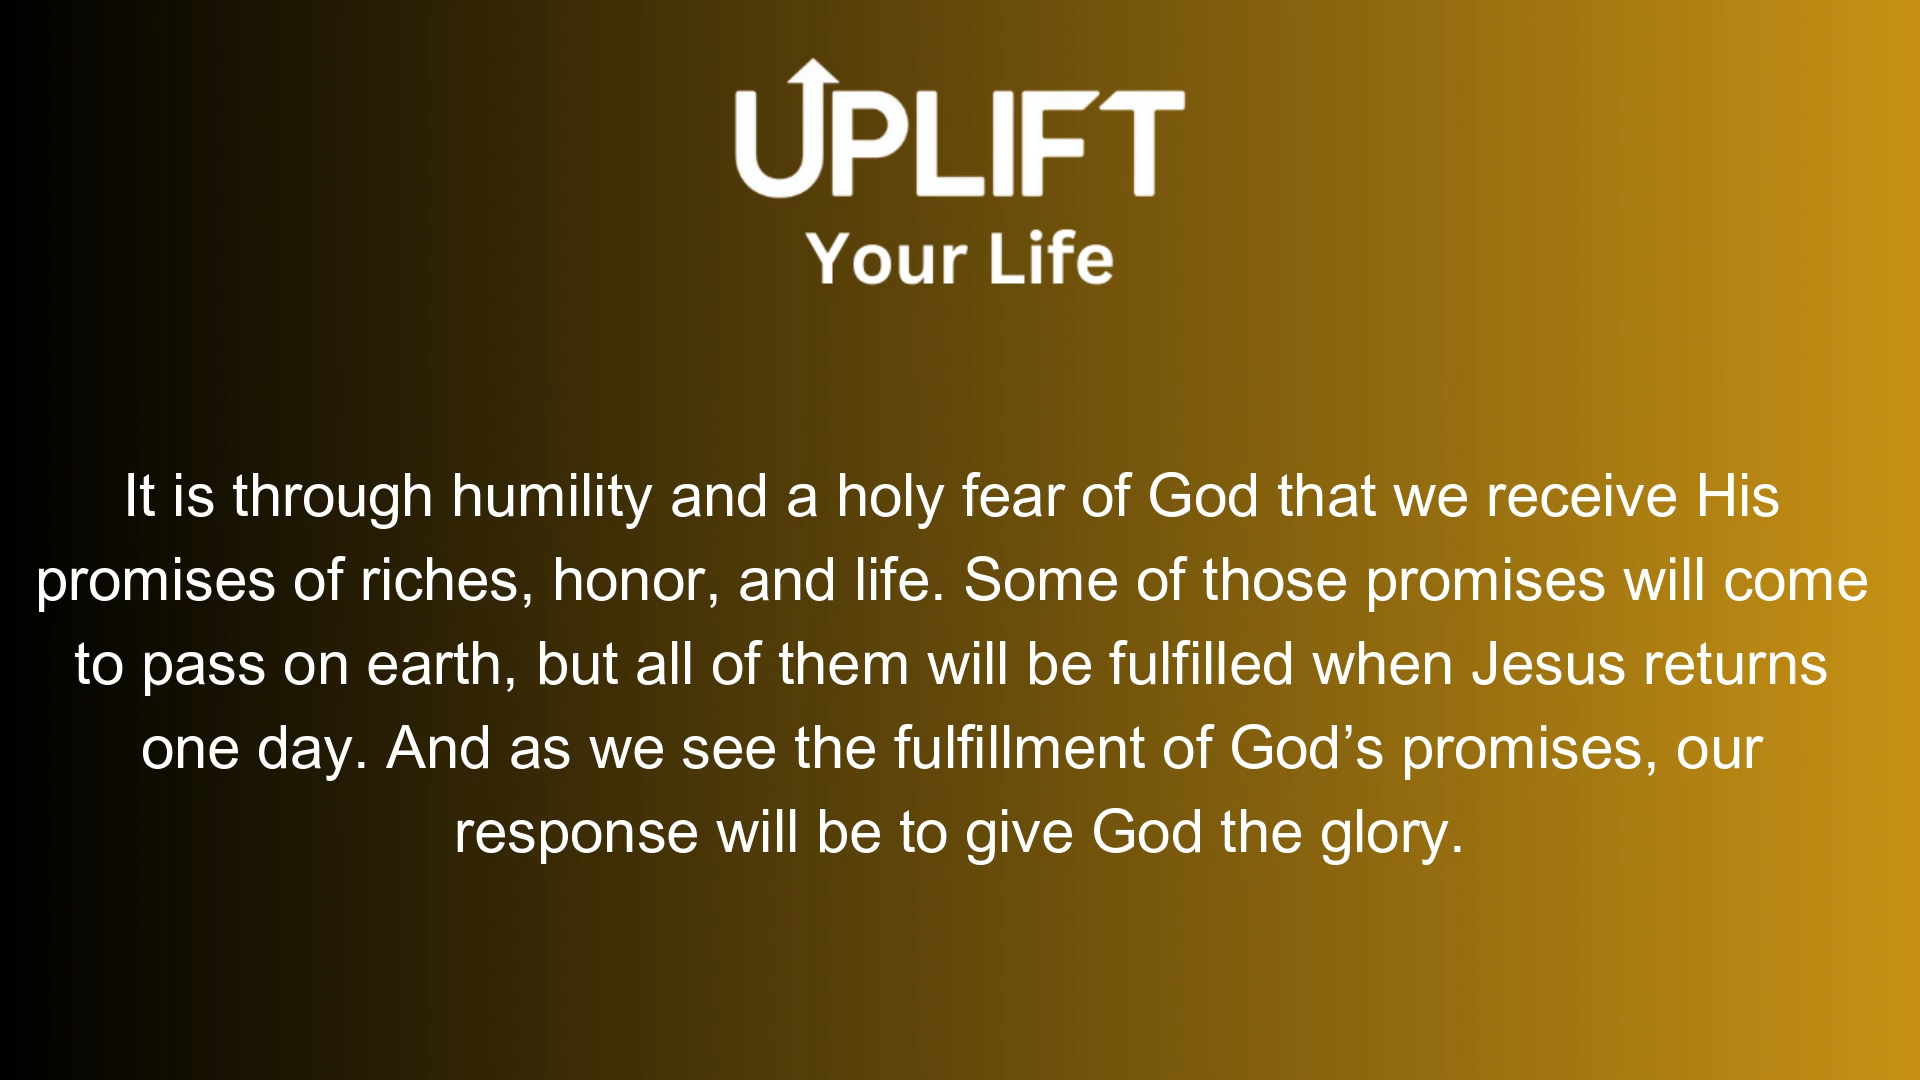 UPLIFT
Your Life
It is through humility and a holy fear of God that we receive His
promises of riches, honor, and life. Some of those promises will come
to pass on earth, but all of them will be fulfilled when Jesus returns
one day. And as we see the fulfillment of God’s promises, our
response will be to give God the glory.